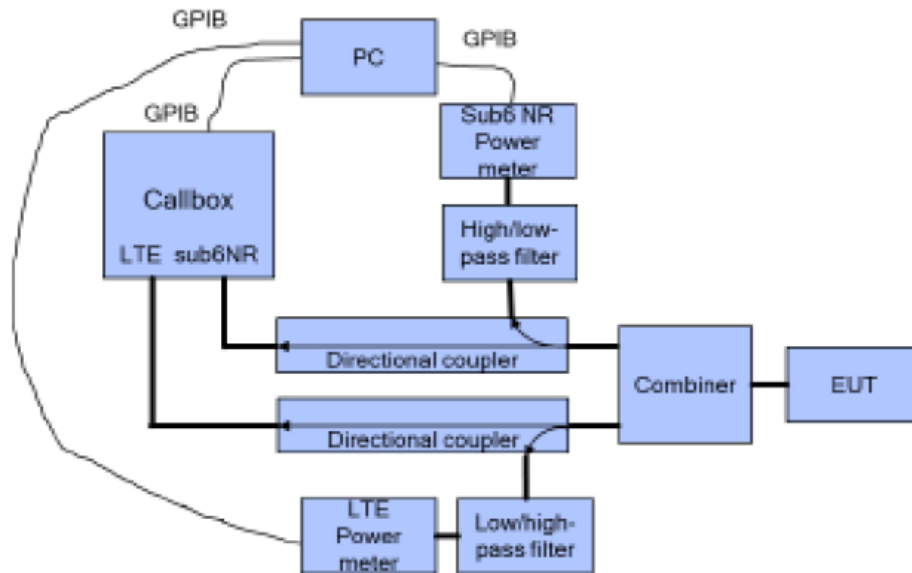 GPIB
PC
GPIB
GPIB
Sub6 NR
Power
meter
Callbox
LTE sub6NR
High/low-
pass filter
Directional coupler
Combiner
EUT
Directional coupler
LTE
Power
meter
Low/high-
pass filter